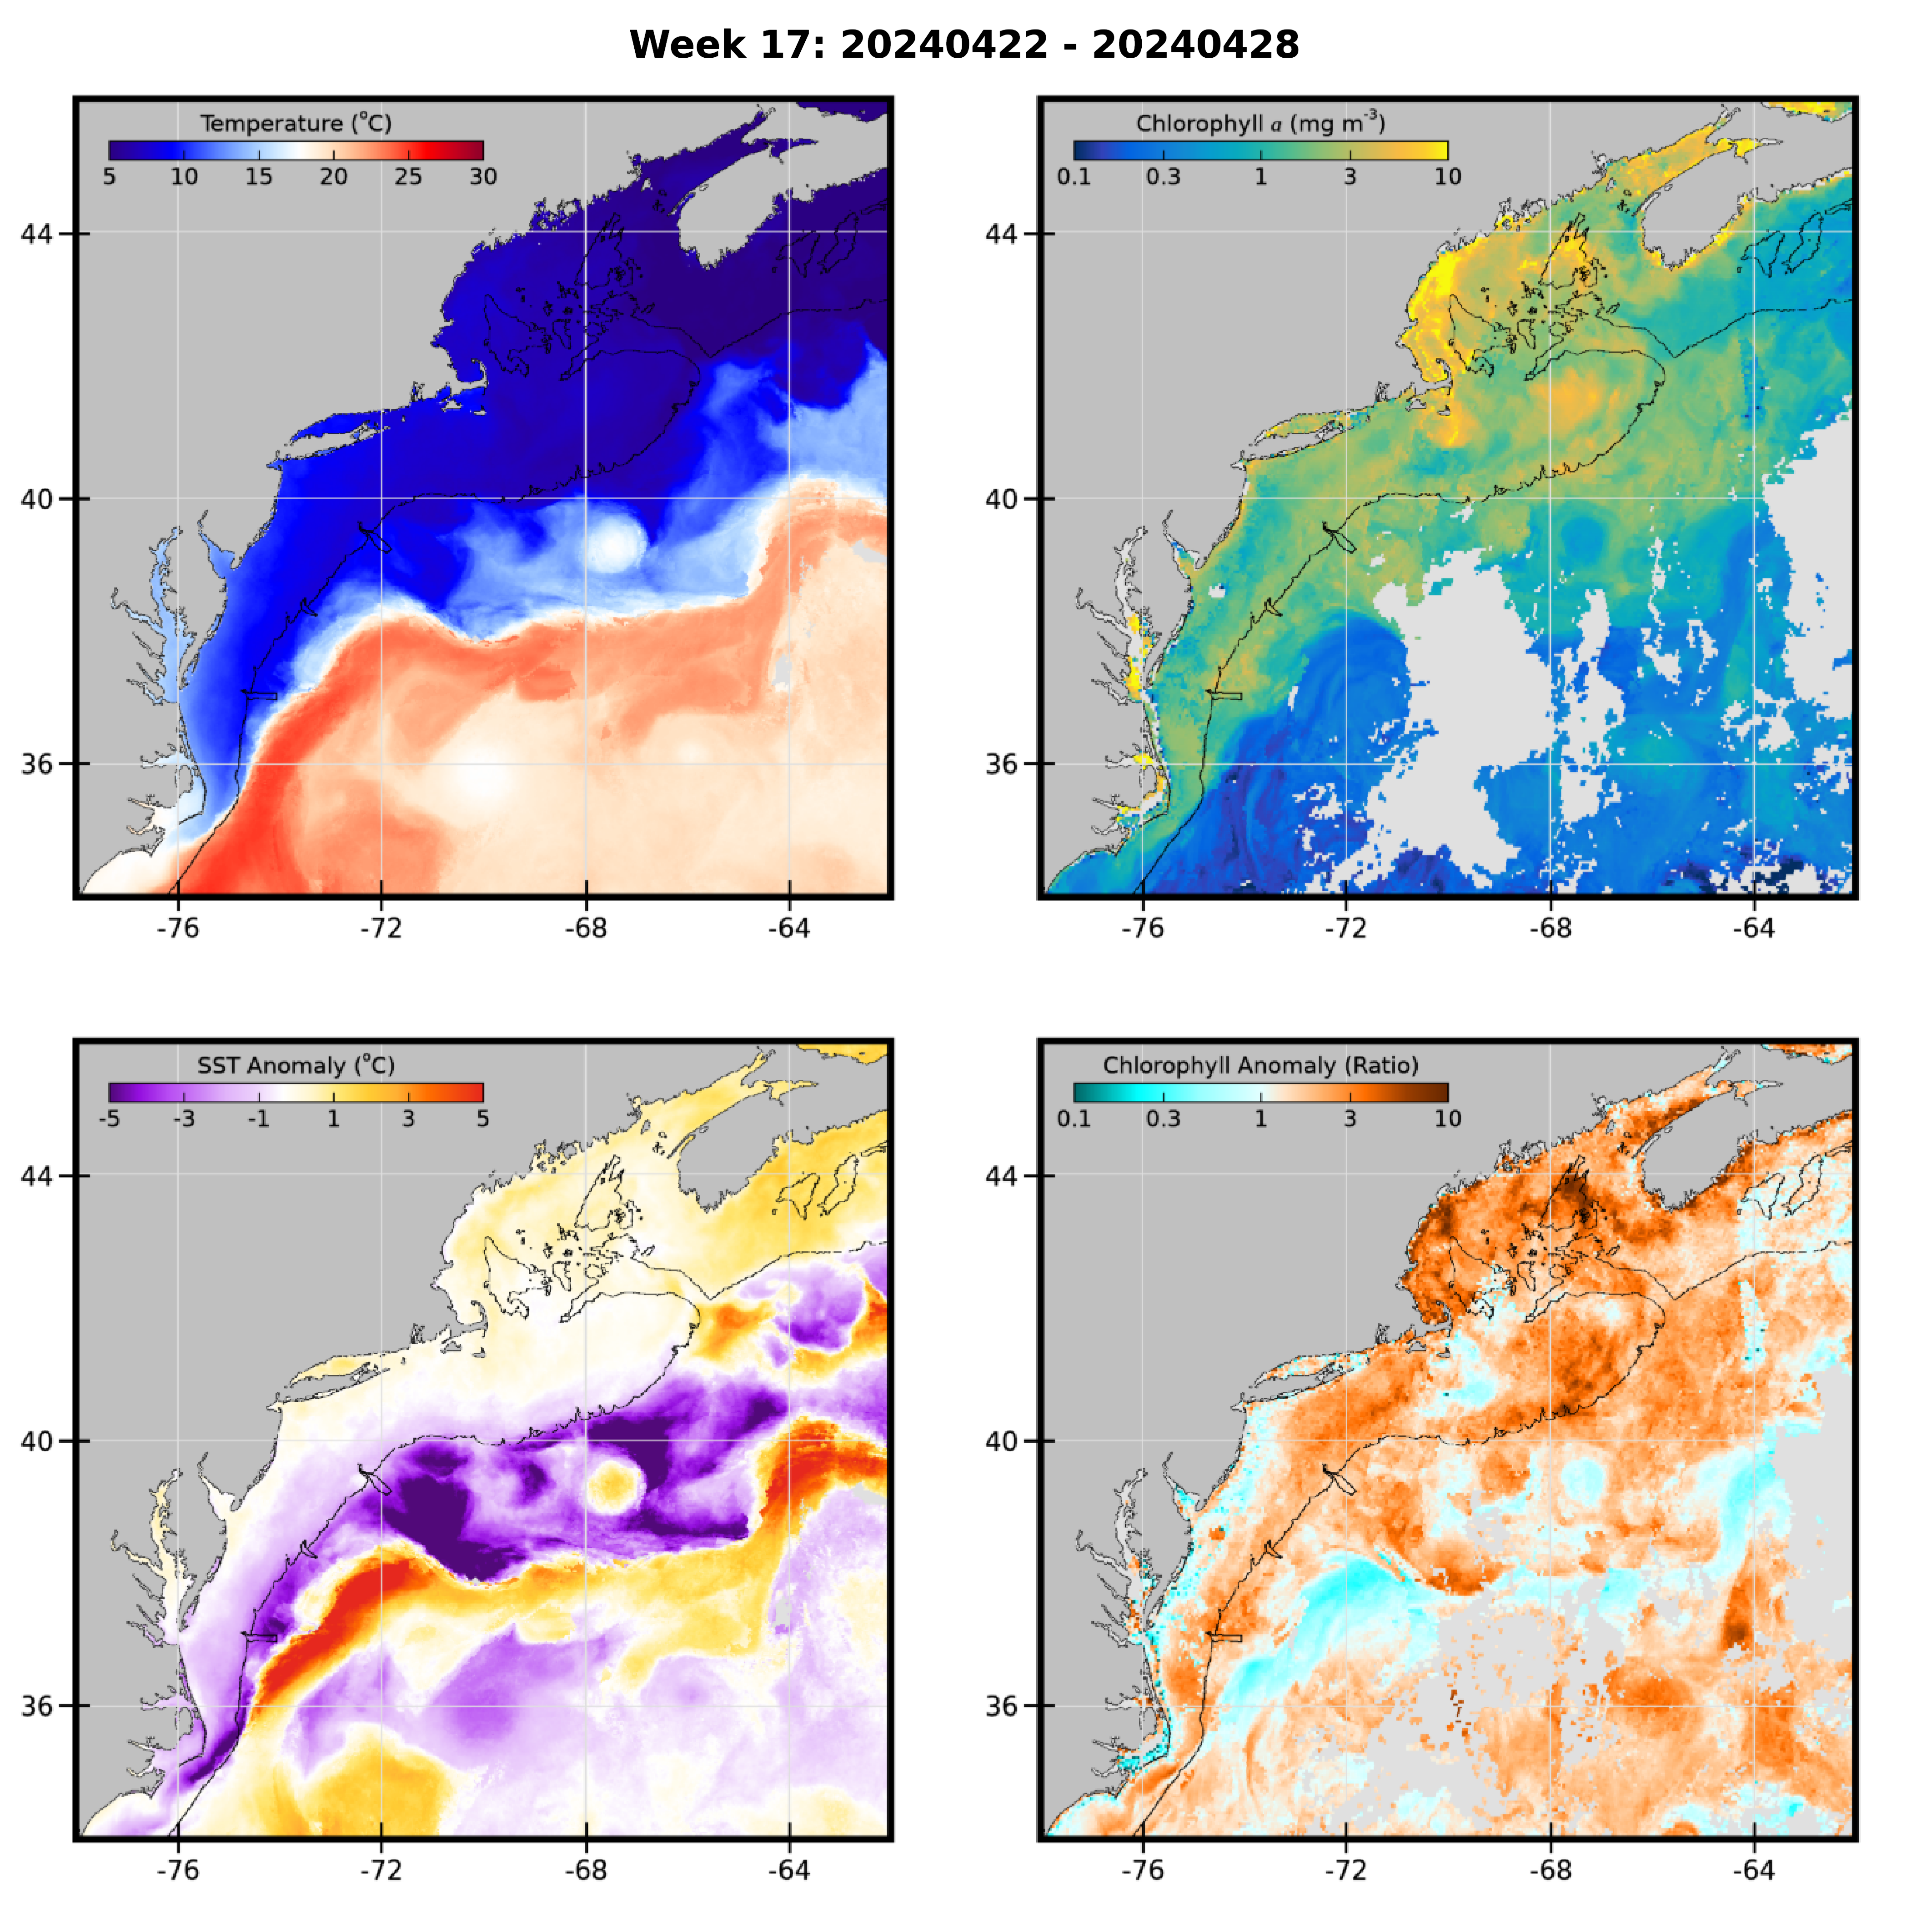 Week 17: 20240422 - 20240428
Temperature (°C)
5 10 15 20 25 30
44
40
36
-76 -72 -68 -64
Chlorophyll a (mg m⁻³)
0.1 0.3 1 3 10
44
40
36
-76 -72 -68 -64
SST Anomaly (°C)
-5 -3 -1 1 3 5
44
40
36
-76 -72 -68 -64
Chlorophyll Anomaly (Ratio)
0.1 0.3 1 3 10
44
40
36
-76 -72 -68 -64